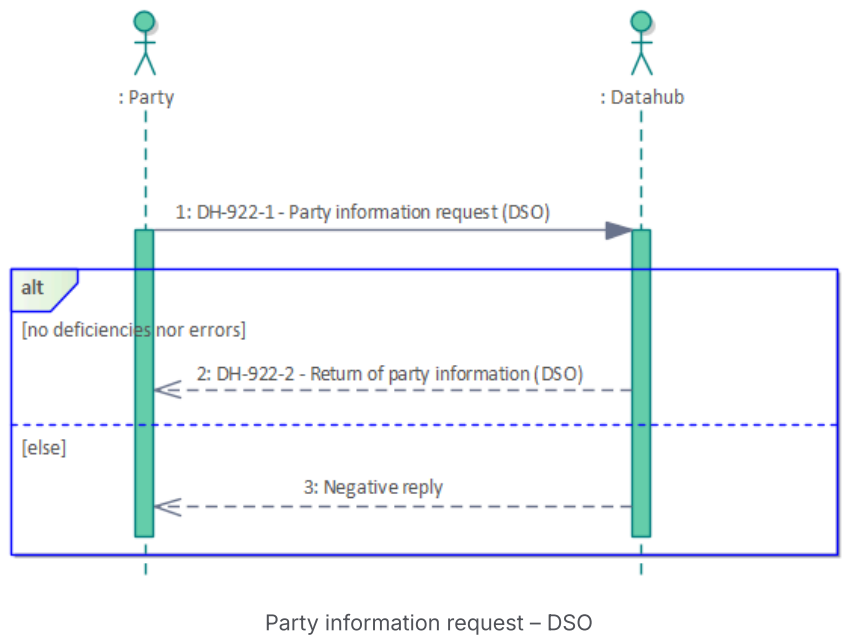 : Party
: Datahub
1: DH-922-1 - Party information request (DSO)
alt
[no deficiencies nor errors]
2: DH-922-2 - Return of party information (DSO)
[else]
3: Negative reply
Party information request – DSO